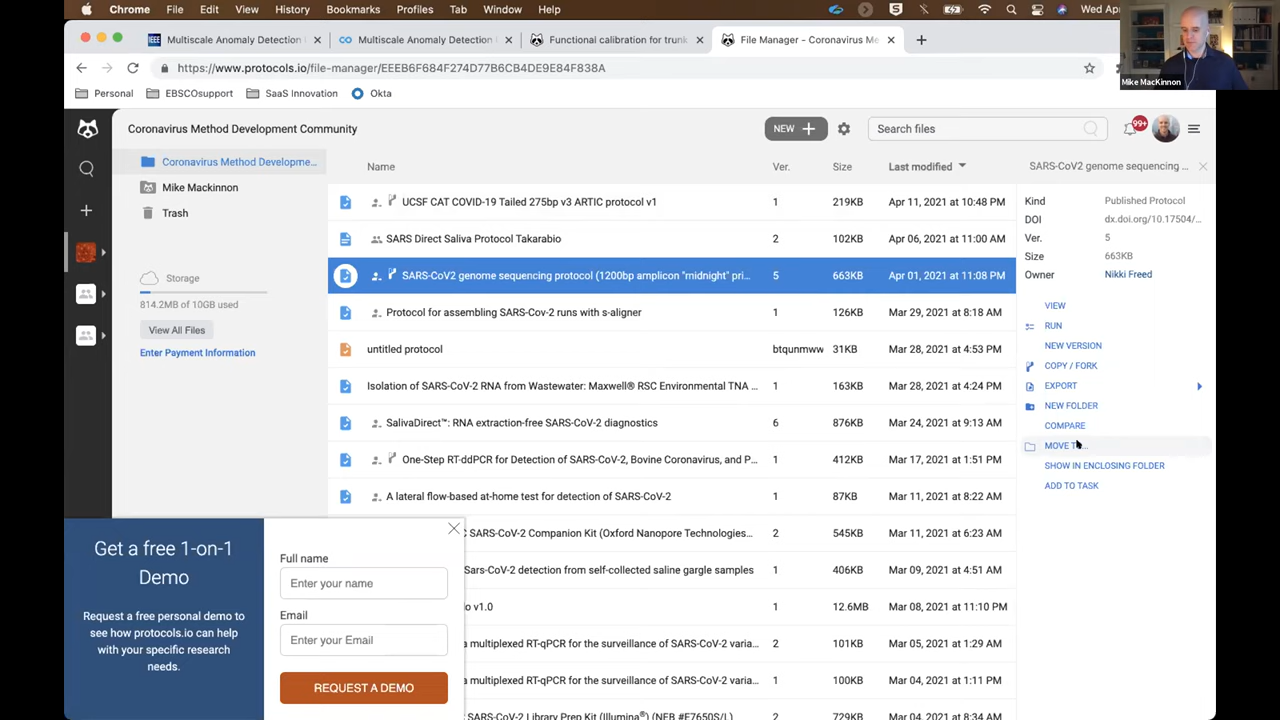 Chrome File Edit View History Bookmarks Profiles Tab Window Help
Wed Ap
Mike MacKinnon
IEEE Multiscale Anomaly Detection
Multiscale Anomaly Detection
Functional calibration for trunk
File Manager - Coronavirus Me
https://www.protocols.io/file-manager/EEEB6F684F274D77B6CB4DE9E84F838A
Personal
EBSCOsupport
SaaS Innovation
Okta
Coronavirus Method Development Community
NEW
Search files
99+
Coronavirus Method Developme...
Mike Mackinnon
Trash
Storage
814.2MB of 10GB used
View All Files
Enter Payment Information
Name Ver. Size Last modified
UCSF CAT COVID-19 Tailed 275bp v3 ARTIC protocol v1 1 219KB Apr 11, 2021 at 10:48 PM
SARS Direct Saliva Protocol Takarabio 2 102KB Apr 06, 2021 at 11:00 AM
SARS-CoV2 genome sequencing protocol (1200bp amplicon "midnight" pri... 5 663KB Apr 01, 2021 at 11:08 PM
Protocol for assembling SARS-Cov-2 runs with s-aligner 1 126KB Mar 29, 2021 at 8:18 AM
untitled protocol btqunmww 31KB Mar 28, 2021 at 4:53 PM
Isolation of SARS-CoV-2 RNA from Wastewater: Maxwell® RSC Environmental TNA ... 1 163KB Mar 28, 2021 at 4:24 PM
SalivaDirect™: RNA extraction-free SARS-CoV-2 diagnostics 6 876KB Mar 24, 2021 at 9:13 AM
One-Step RT-ddPCR for Detection of SARS-CoV-2, Bovine Coronavirus, and P... 1 412KB Mar 17, 2021 at 1:51 PM
A lateral flow-based at-home test for detection of SARS-CoV-2 1 87KB Mar 11, 2021 at 8:22 AM
SARS-CoV-2 Companion Kit (Oxford Nanopore Technologies... 2 545KB Mar 11, 2021 at 6:23 AM
Sars-CoV-2 detection from self-collected saline gargle samples 1 406KB Mar 09, 2021 at 4:51 AM
v1.0 1 12.6MB Mar 08, 2021 at 11:10 PM
a multiplexed RT-qPCR for the surveillance of SARS-CoV-2 varia... 2 101KB Mar 05, 2021 at 1:29 AM
a multiplexed RT-qPCR for the surveillance of SARS-CoV-2 varia... 1 100KB Mar 04, 2021 at 1:11 PM
SARS-CoV-2 Library Prep Kit (Illumina®) (NEB #E7650S/L) 2 729KB Mar 04, 2021 at 8:34 AM
SARS-CoV2 genome sequencing ...
Kind Published Protocol
DOI dx.doi.org/10.17504/...
Ver. 5
Size 663KB
Owner Nikki Freed
VIEW
RUN
NEW VERSION
COPY / FORK
EXPORT
NEW FOLDER
COMPARE
MOVE T...
SHOW IN ENCLOSING FOLDER
ADD TO TASK
Get a free 1-on-1
Demo
Request a free personal demo to
see how protocols.io can help
with your specific research
needs.
Full name
Enter your name
Email
Enter your Email
REQUEST A DEMO